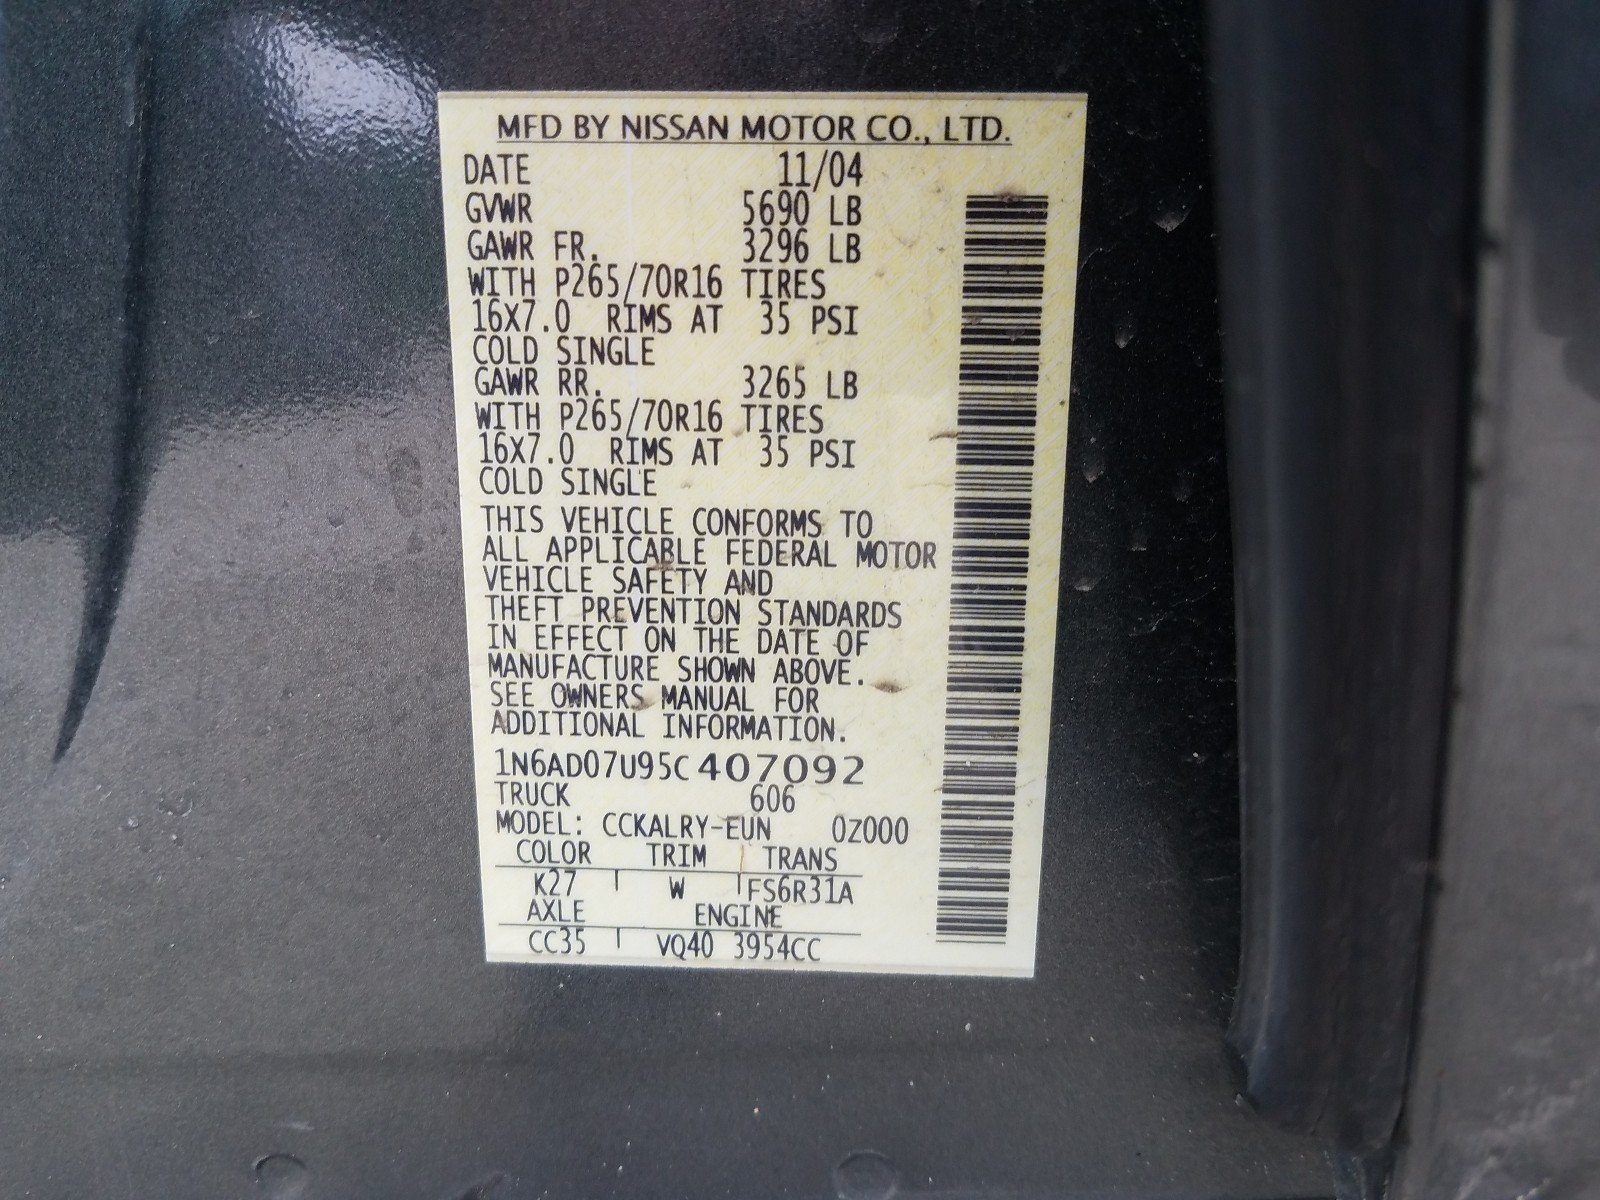 MFD BY NISSAN MOTOR CO., LTD.
DATE 11/04
GVWR 5690 LB
GAWR FR. 3296 LB
WITH P265/70R16 TIRES
16X7.0 RIMS AT 35 PSI
COLD SINGLE
GAWR RR. 3265 LB
WITH P265/70R16 TIRES
16X7.0 RIMS AT 35 PSI
COLD SINGLE
THIS VEHICLE CONFORMS TO
ALL APPLICABLE FEDERAL MOTOR
VEHICLE SAFETY AND
THEFT PREVENTION STANDARDS
IN EFFECT ON THE DATE OF
MANUFACTURE SHOWN ABOVE.
SEE OWNERS MANUAL FOR
ADDITIONAL INFORMATION.
1N6AD07U95C407092
TRUCK 606
MODEL: CCKALRY-EUN 0Z000
COLOR TRIM TRANS
K27 W FS6R31A
AXLE ENGINE
CC35 VQ40 3954CC